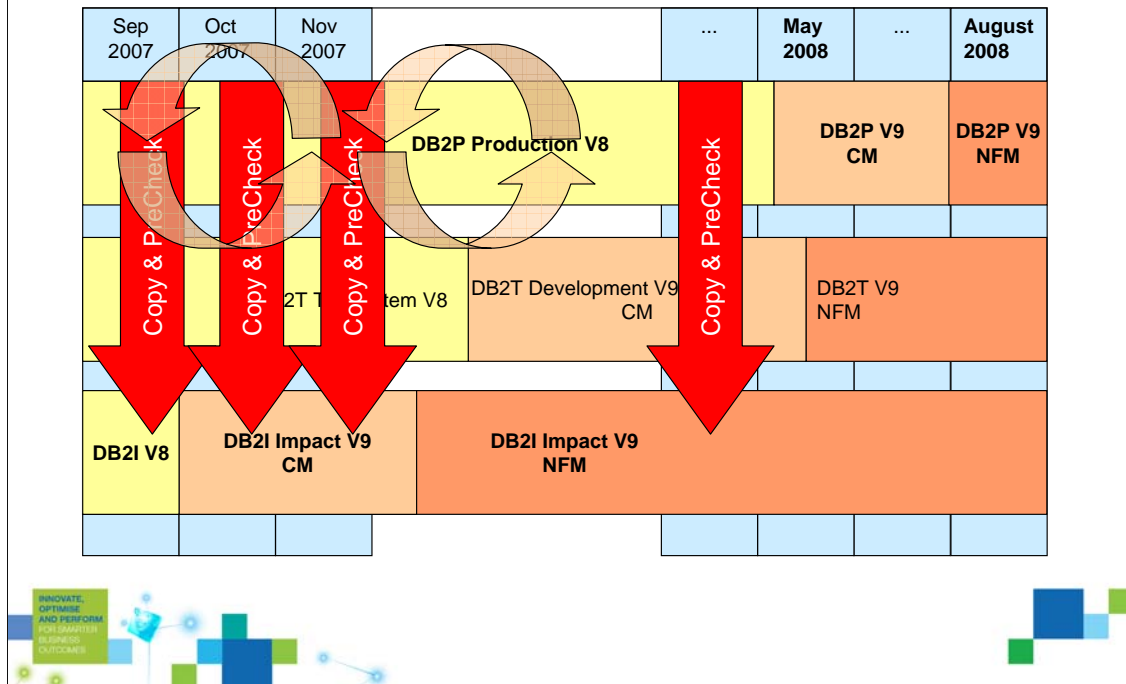 Sep
2007
Oct
2007
Nov
2007
...
May
2008
...
August
2008
DB2P Production V8
DB2P V9
CM
DB2P V9
NFM
Copy & PreCheck
Copy & PreCheck
Copy & PreCheck
Copy & PreCheck
2T T tem V8
DB2T Development V9
CM
DB2T V9
NFM
DB2I V8
DB2I Impact V9
CM
DB2I Impact V9
NFM
INNOVATE,
OPTIMISE
AND PERFORM
FOR SMARTER
BUSINESS
OUTCOMES